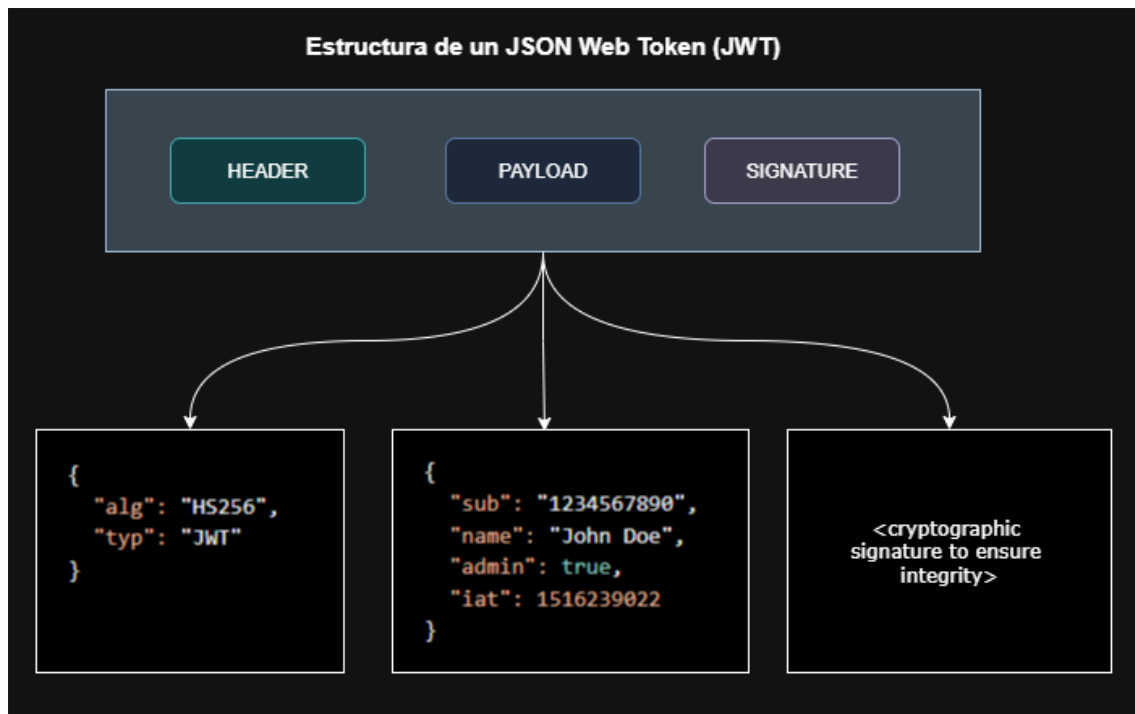 Estructura de un JSON Web Token (JWT)
HEADER
PAYLOAD
SIGNATURE
{
"alg": "HS256",
"typ": "JWT"
}
{
"sub": "1234567890",
"name": "John Doe",
"admin": true,
"iat": 1516239022
}
<cryptographic
signature to ensure
integrity>